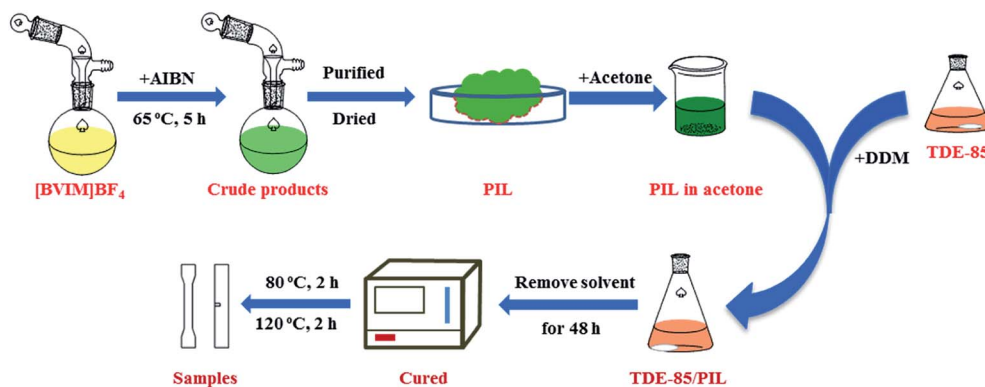 +AIBN
65 ºC, 5 h
Purified
Dried
+Acetone
[BVIM]BF₄
Crude products
PIL
PIL in acetone
+DDM
TDE-85
80 ºC, 2 h
120 ºC, 2 h
Remove solvent
for 48 h
Samples
Cured
TDE-85/PIL